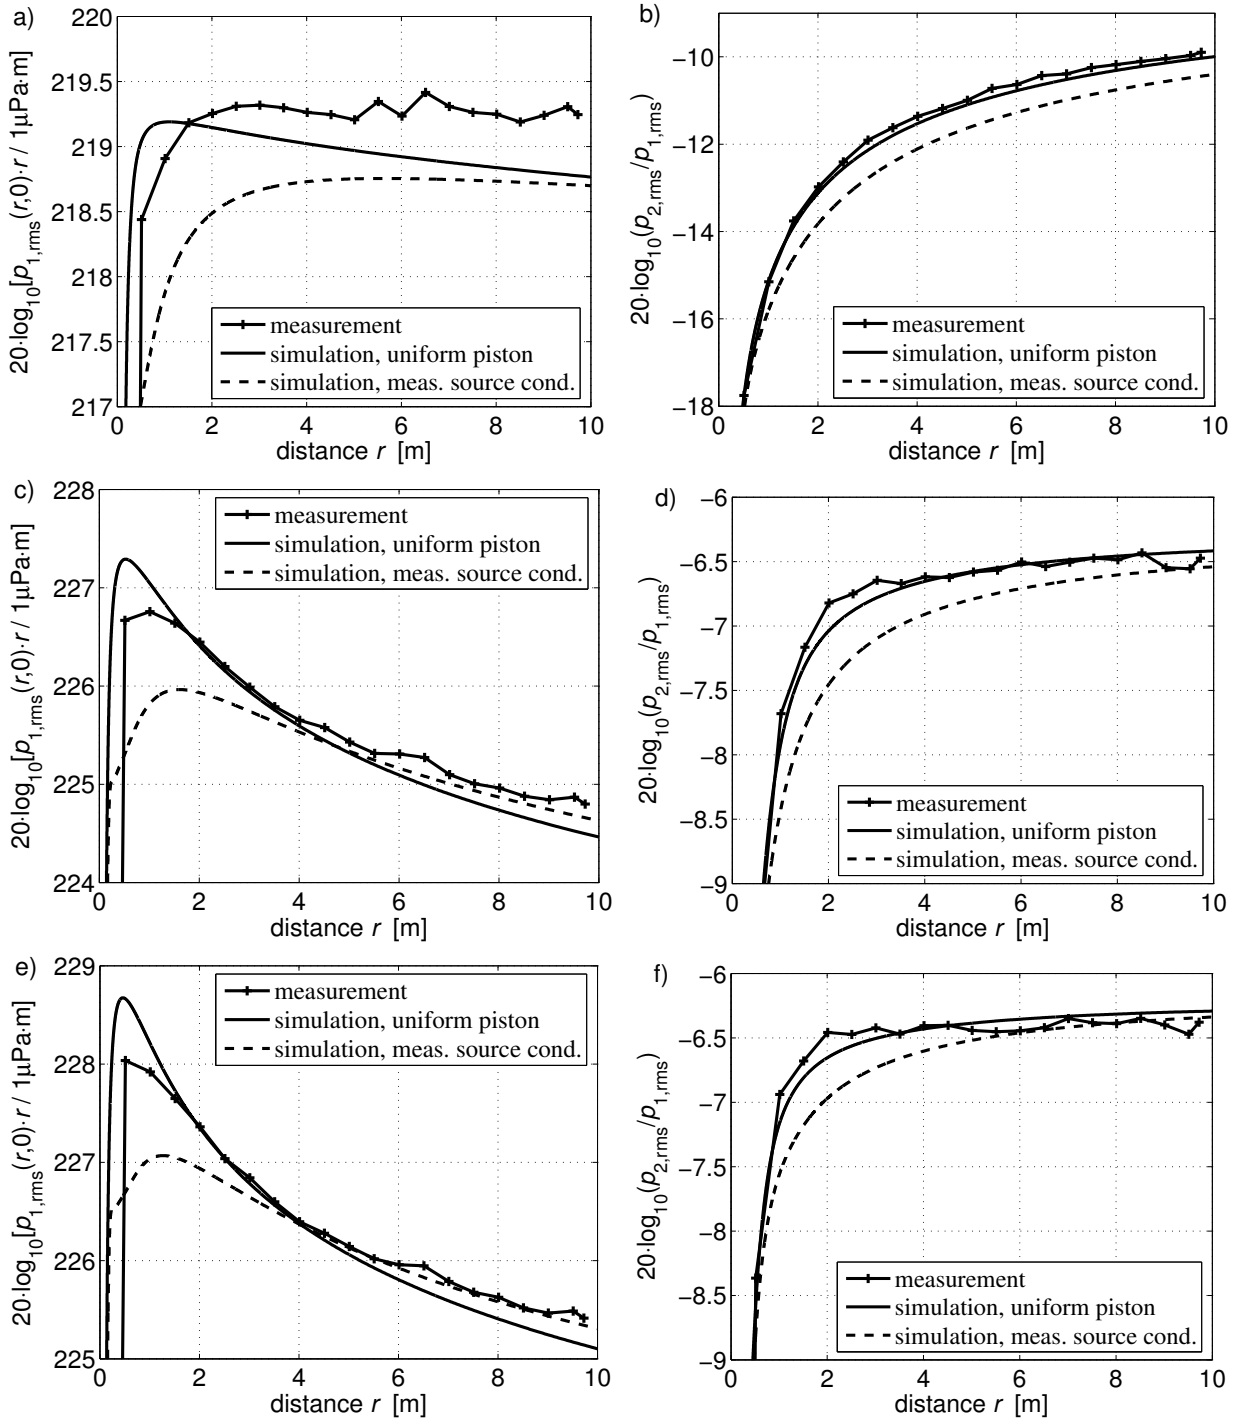 a)
220
219.5
219
218.5
218
217.5
217
20·log10[p1,rms(r,0)·r / 1μPa·m]
measurement
simulation, uniform piston
simulation, meas. source cond.
0 2 4 6 8 10
distance r [m]
b)
−10
−12
−14
−16
−18
20·log10(p2,rms/p1,rms)
measurement
simulation, uniform piston
simulation, meas. source cond.
0 2 4 6 8 10
distance r [m]
c)
228
227
226
225
224
20·log10[p1,rms(r,0)·r / 1μPa·m]
measurement
simulation, uniform piston
simulation, meas. source cond.
0 2 4 6 8 10
distance r [m]
d)
−6
−6.5
−7
−7.5
−8
−8.5
−9
20·log10(p2,rms/p1,rms)
measurement
simulation, uniform piston
simulation, meas. source cond.
0 2 4 6 8 10
distance r [m]
e)
229
228
227
226
225
20·log10[p1,rms(r,0)·r / 1μPa·m]
measurement
simulation, uniform piston
simulation, meas. source cond.
0 2 4 6 8 10
distance r [m]
f)
−6
−6.5
−7
−7.5
−8
−8.5
−9
20·log10(p2,rms/p1,rms)
measurement
simulation, uniform piston
simulation, meas. source cond.
0 2 4 6 8 10
distance r [m]